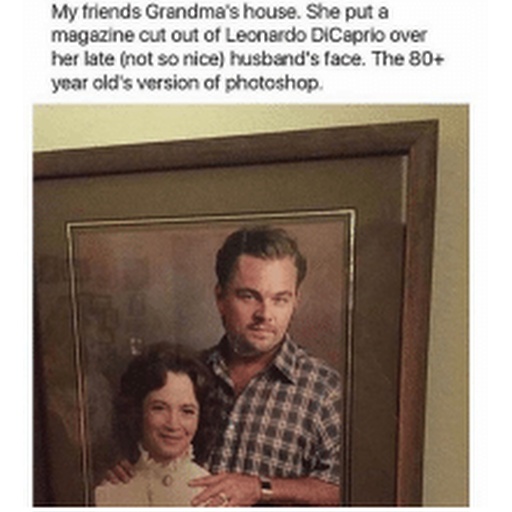 My friends Grandma's house. She put a
magazine cut out of Leonardo DiCaprio over
her late (not so nice) husband's face. The 80+
year old's version of photoshop.